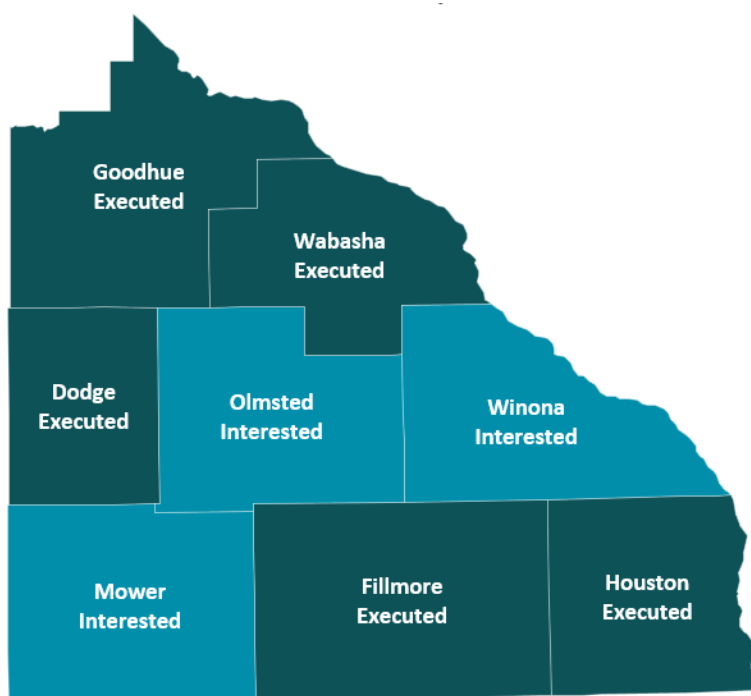 Goodhue
Executed
Wabasha
Executed
Dodge
Executed
Olmsted
Interested
Winona
Interested
Mower
Interested
Fillmore
Executed
Houston
Executed